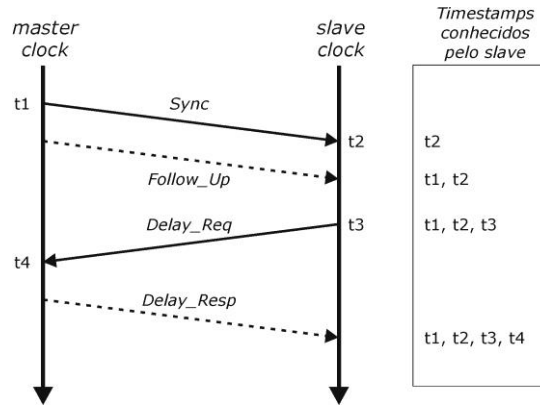 master
clock
slave
clock
Timestamps
conhecidos
pelo slave
t1
Sync
t2
t2
Follow_Up
t1, t2
Delay_Req
t3
t1, t2, t3
t4
Delay_Resp
t1, t2, t3, t4